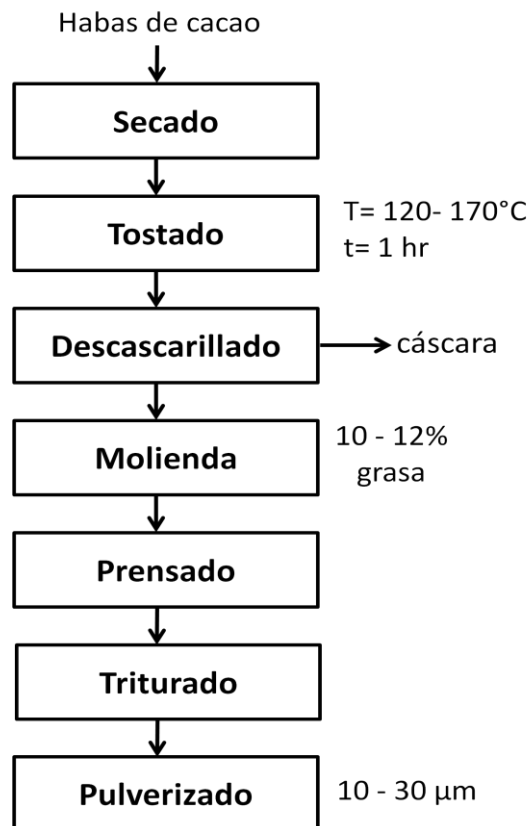 Habas de cacao
Secado
Tostado
T= 120- 170°C
t= 1 hr
Descascarillado
cáscara
Molienda
10 - 12%
grasa
Prensado
Triturado
Pulverizado
10 - 30 µm